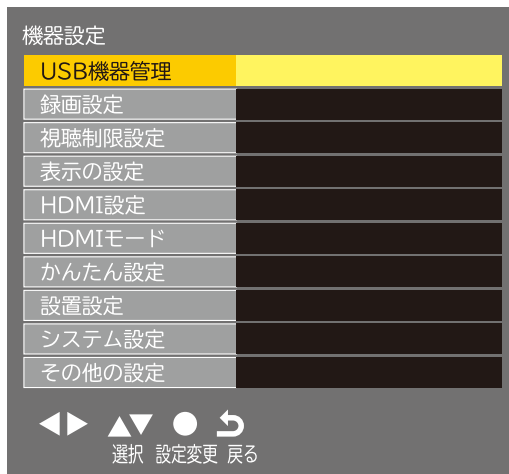 機器設定
USB機器管理
録画設定
視聴制限設定
表示の設定
HDMI設定
HDMIモード
かんたん設定
設置設定
システム設定
その他の設定
選択 設定変更 戻る